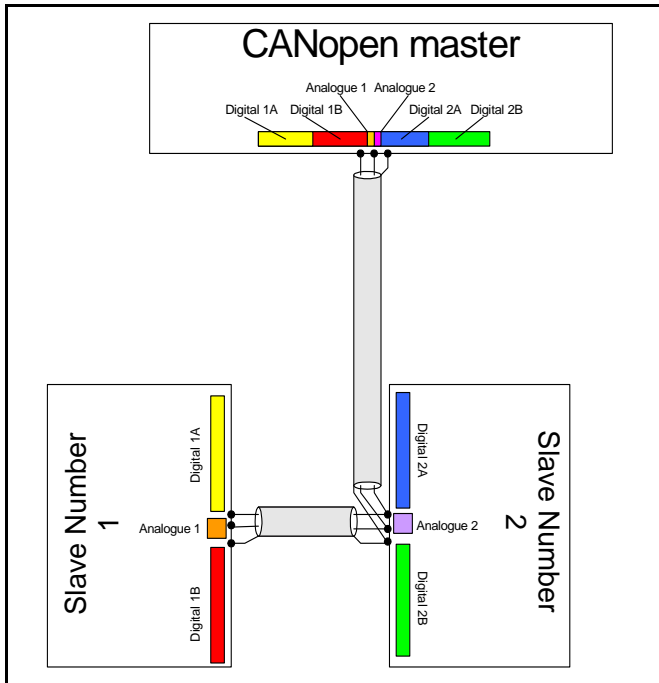 CANopen master
Analogue 1 Analogue 2
Digital 1A Digital 1B Digital 2A Digital 2B
Slave Number
1
Digital 1A
Analogue 1
Digital 1B
Digital 2A
Analogue 2
Digital 2B
Slave Number
2